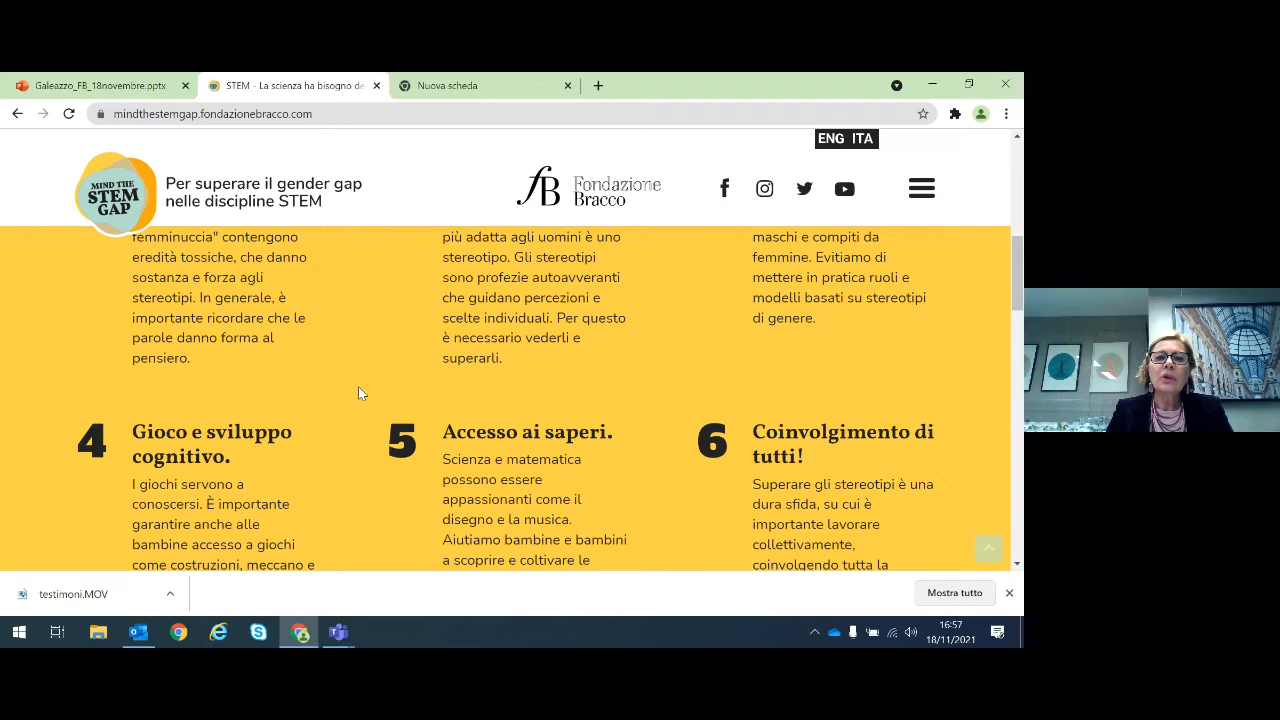 Galeazzo_FB_18novembre.pptx
STEM - La scienza ha bisogno de
Nuova scheda
mindthestemgap.fondazionebracco.com
ENG ITA
MIND THE
STEM
GAP
Per superare il gender gap
nelle discipline STEM
fB
Fondazione
Bracco
femminuccia" contengono
eredità tossiche, che danno
sostanza e forza agli
stereotipi. In generale, è
importante ricordare che le
parole danno forma al
pensiero.
più adatta agli uomini è uno
stereotipo. Gli stereotipi
sono profezie autoavveranti
che guidano percezioni e
scelte individuali. Per questo
è necessario vederli e
superarli.
maschi e compiti da
femmine. Evitiamo di
mettere in pratica ruoli e
modelli basati su stereotipi
di genere.
4
Gioco e sviluppo
cognitivo.
I giochi servono a
conoscersi. È importante
garantire anche alle
bambine accesso a giochi
come costruzioni, meccano e
5
Accesso ai saperi.
Scienza e matematica
possono essere
appassionanti come il
disegno e la musica.
Aiutiamo bambine e bambini
a scoprire e coltivare le
6
Coinvolgimento di
tutti!
Superare gli stereotipi è una
dura sfida, su cui è
importante lavorare
collettivamente,
coinvolgendo tutta la
testimoni.MOV
Mostra tutto
16:57
18/11/2021